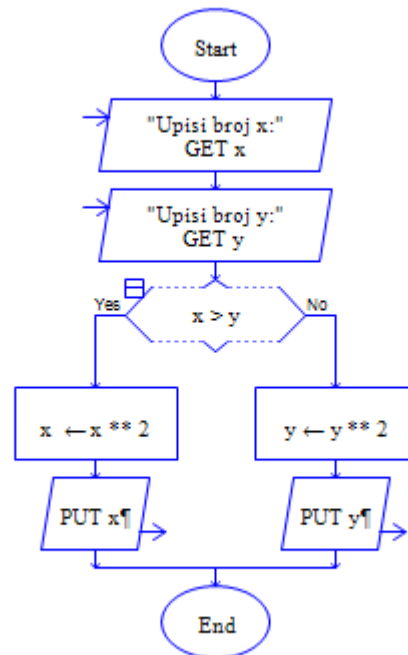 Start
"Upisi broj x:"
GET x
"Upisi broj y:"
GET y
Yes
x > y
No
x ← x ** 2
y ← y ** 2
PUT x¶
PUT y¶
End